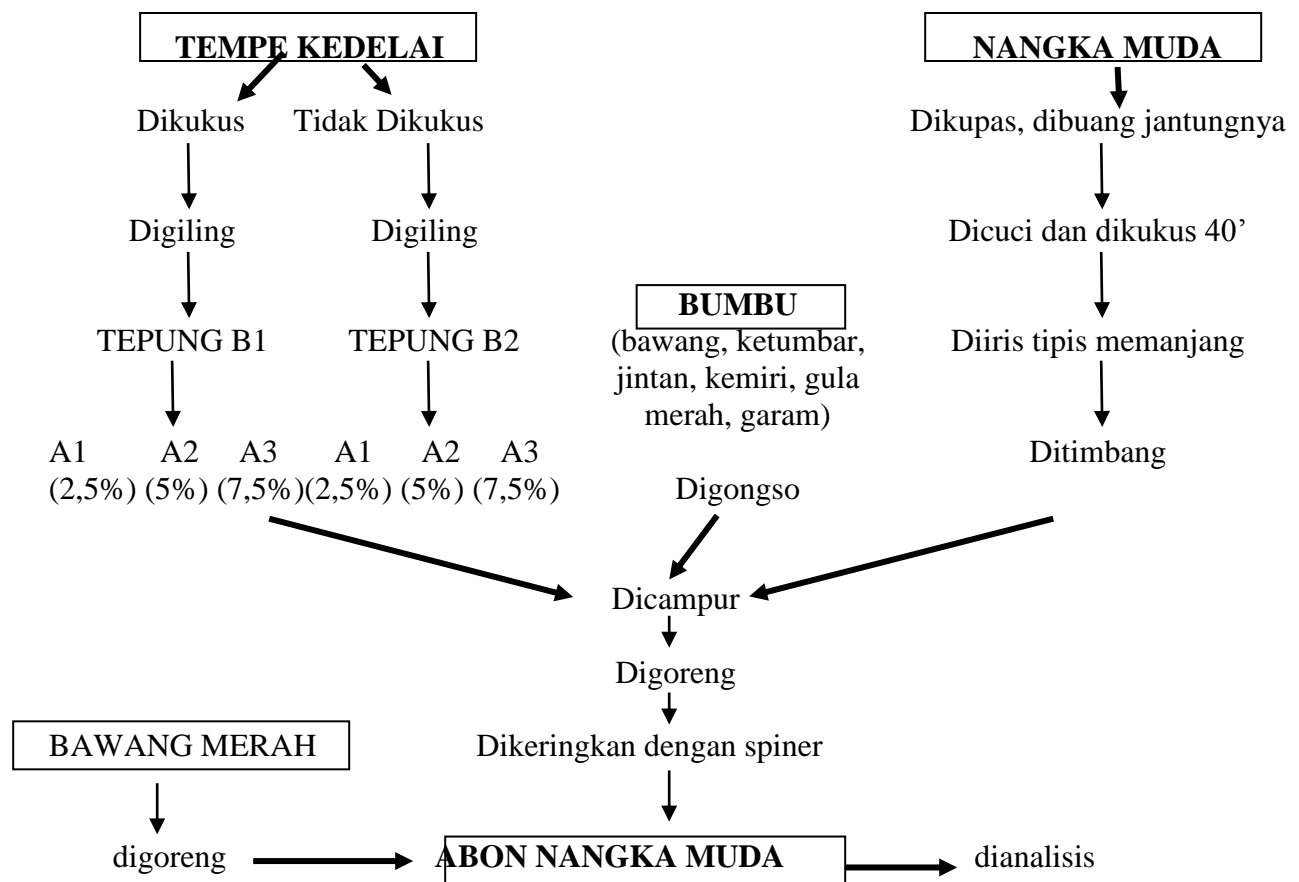 TEMPE KEDELAI
NANGKA MUDA
Dikukus
Tidak Dikukus
Dikupas, dibuang jantungnya
Digiling
Digiling
Dicuci dan dikukus 40’
BUMBU
TEPUNG B1
TEPUNG B2
(bawang, ketumbar,
jintan, kemiri, gula
merah, garam)
Diiris tipis memanjang
A1 A2 A3 A1 A2 A3
(2,5%) (5%) (7,5%)(2,5%) (5%) (7,5%)
Ditimbang
Digongso
Dicampur
Digoreng
BAWANG MERAH
Dikeringkan dengan spiner
digoreng
ABON NANGKA MUDA
dianalisis